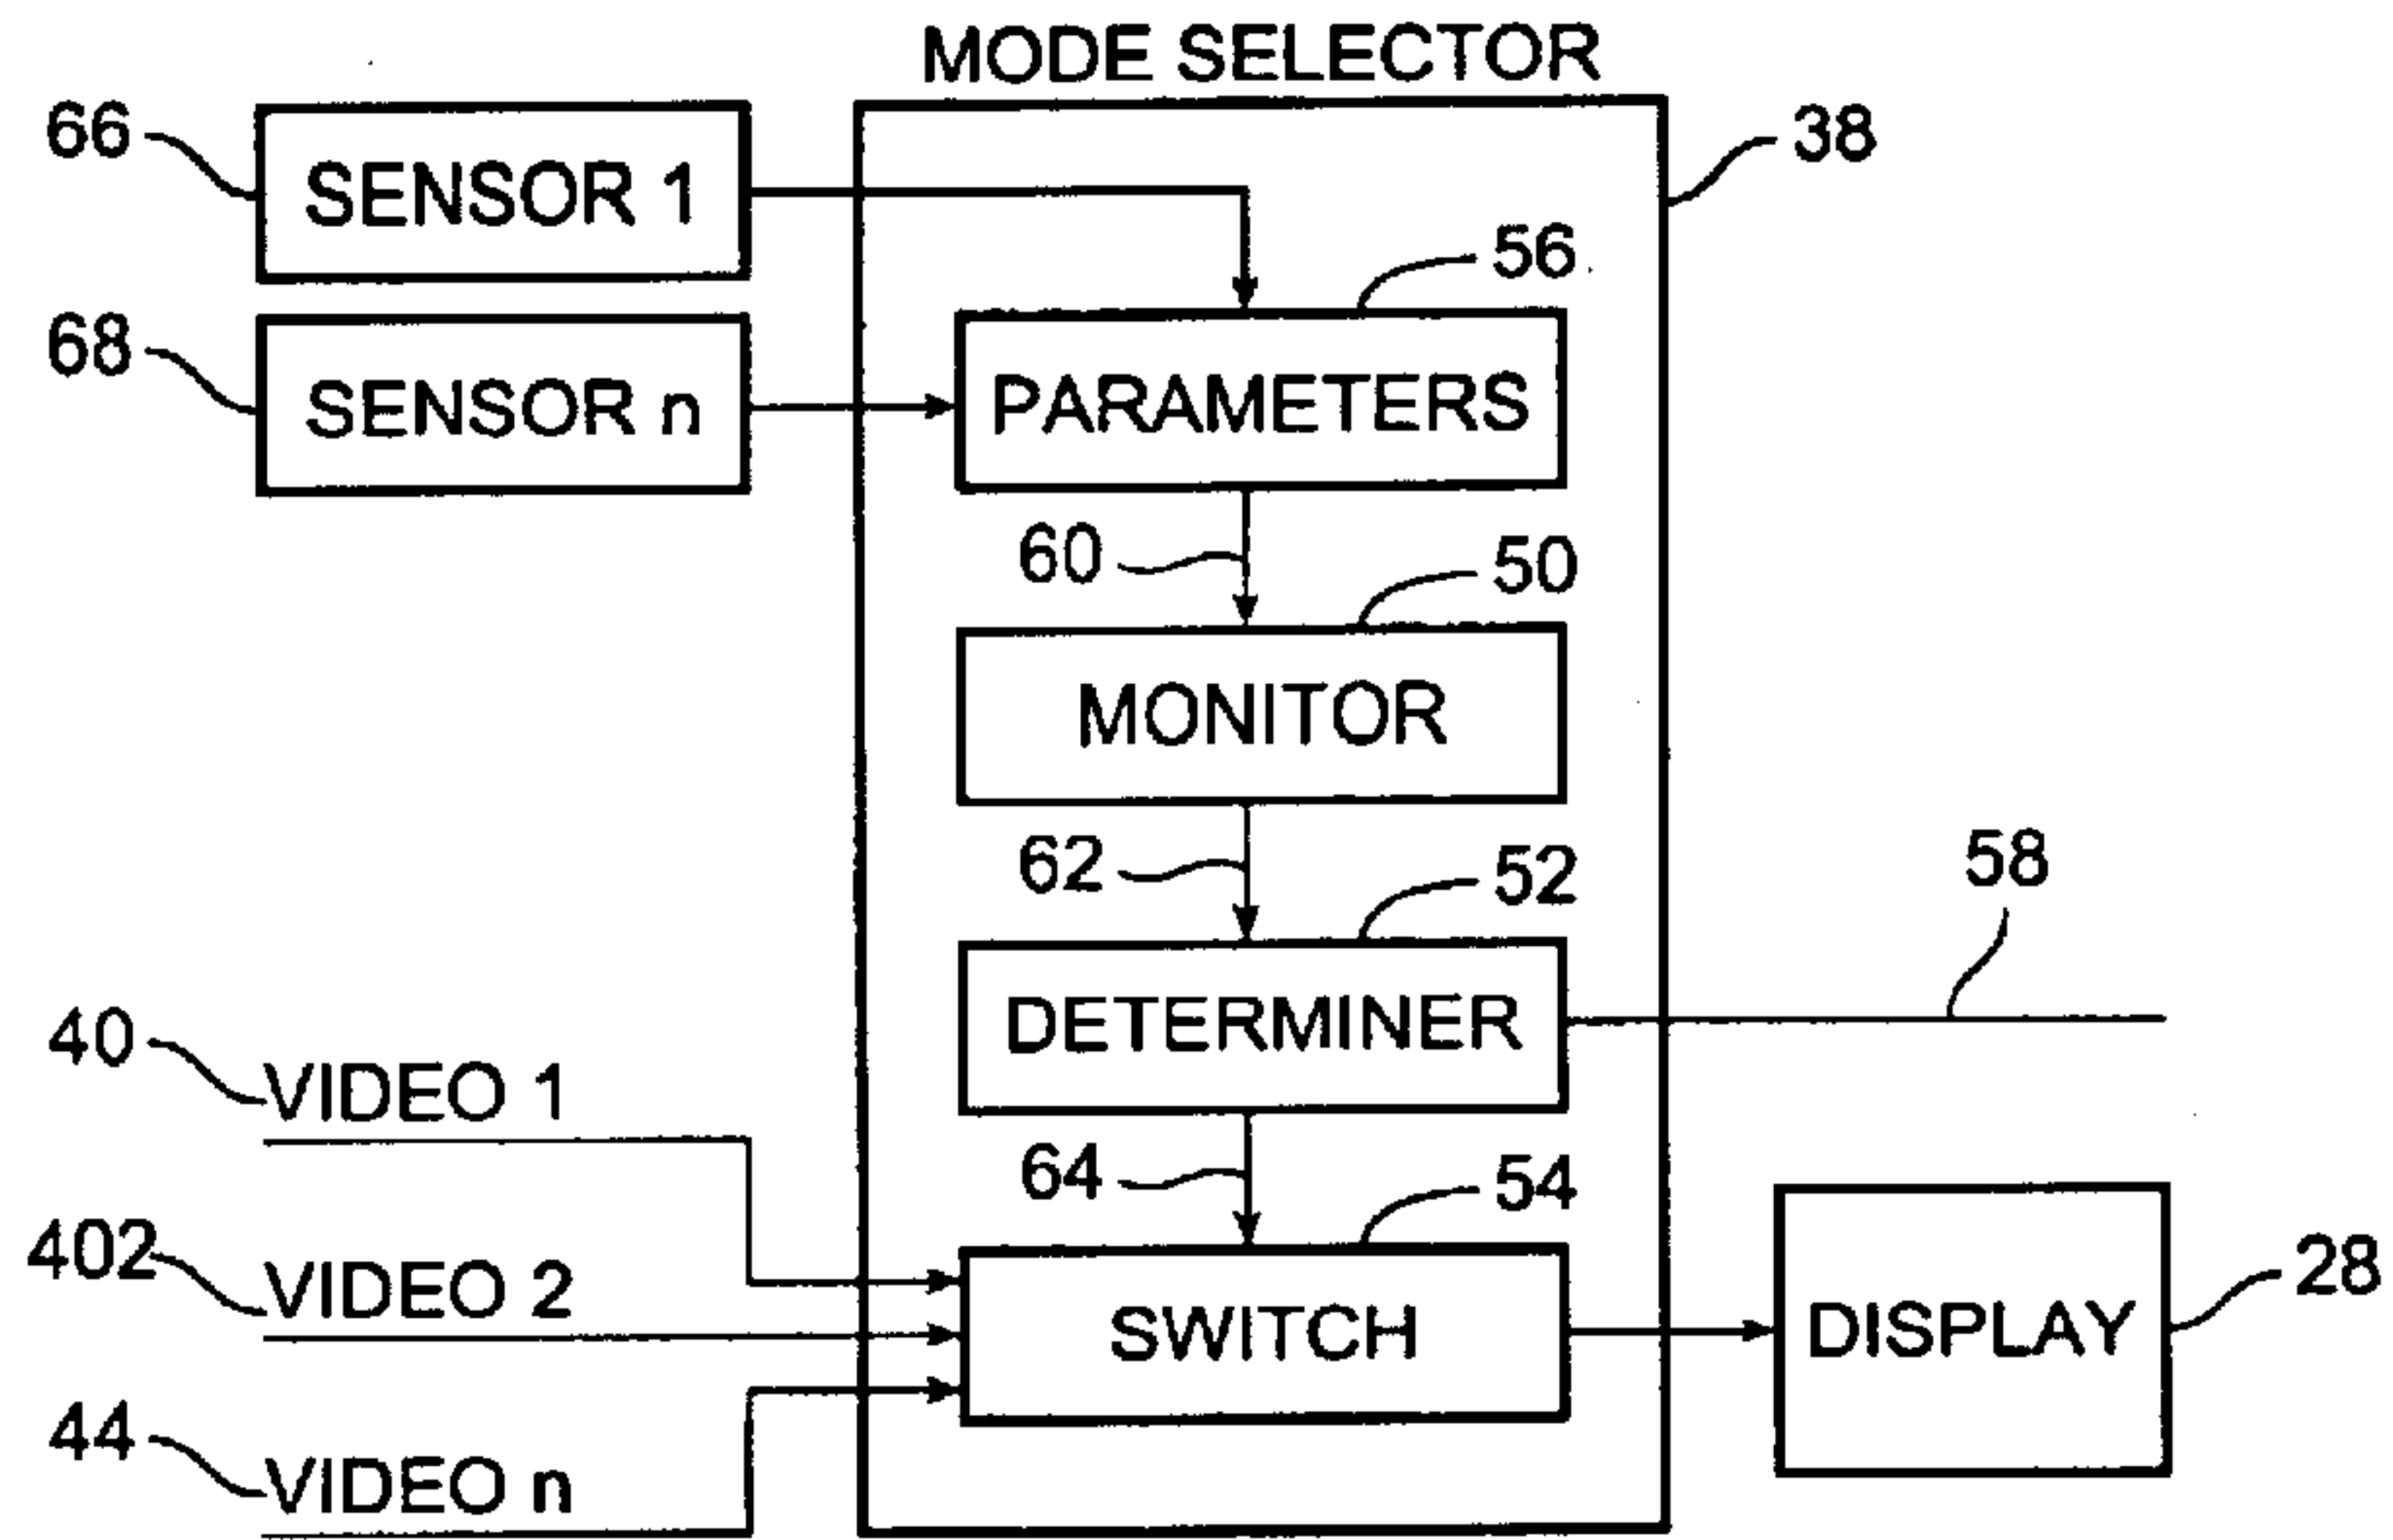 MODE SELECTOR
66
SENSOR 1
38
56
68
SENSOR n
PARAMETERS
60
50
MONITOR
62
52
58
DETERMINER
40
VIDEO 1
64
54
402
VIDEO 2
SWITCH
DISPLAY
28
44
VIDEO n